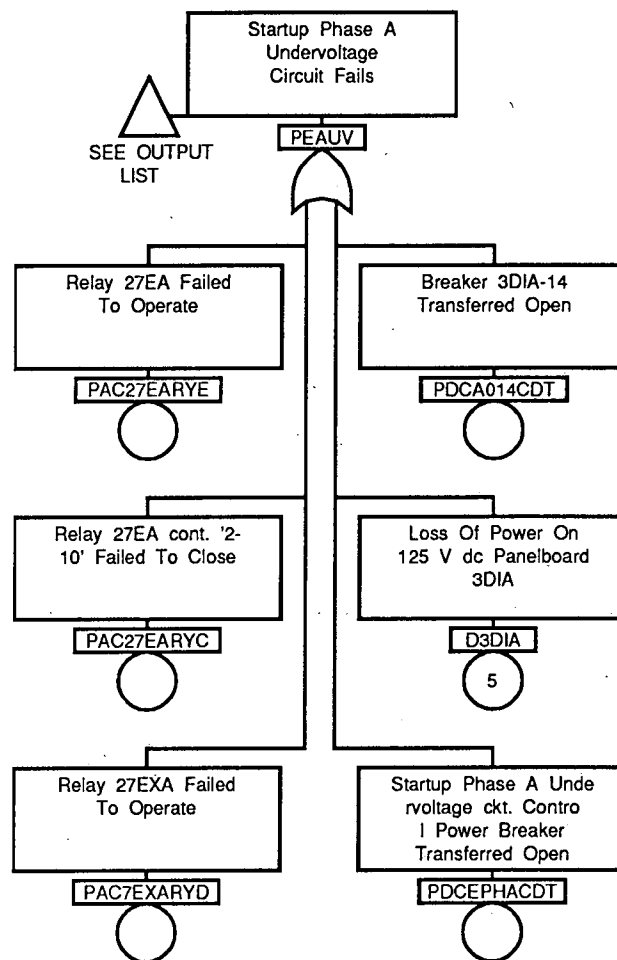 Startup Phase A
Undervoltage
Circuit Fails
SEE OUTPUT
LIST
PEAUV
Relay 27EA Failed
To Operate
PAC27EARYE
Breaker 3DIA-14
Transferred Open
PDCA014CDT
Relay 27EA cont. '2-
10' Failed To Close
PAC27EARYC
Loss Of Power On
125 V dc Panelboard
3DIA
D3DIA
5
Relay 27EXA Failed
To Operate
PAC7EXARYD
Startup Phase A Unde
rvoltage ckt. Contro
l Power Breaker
Transferred Open
PDCEPHACDT